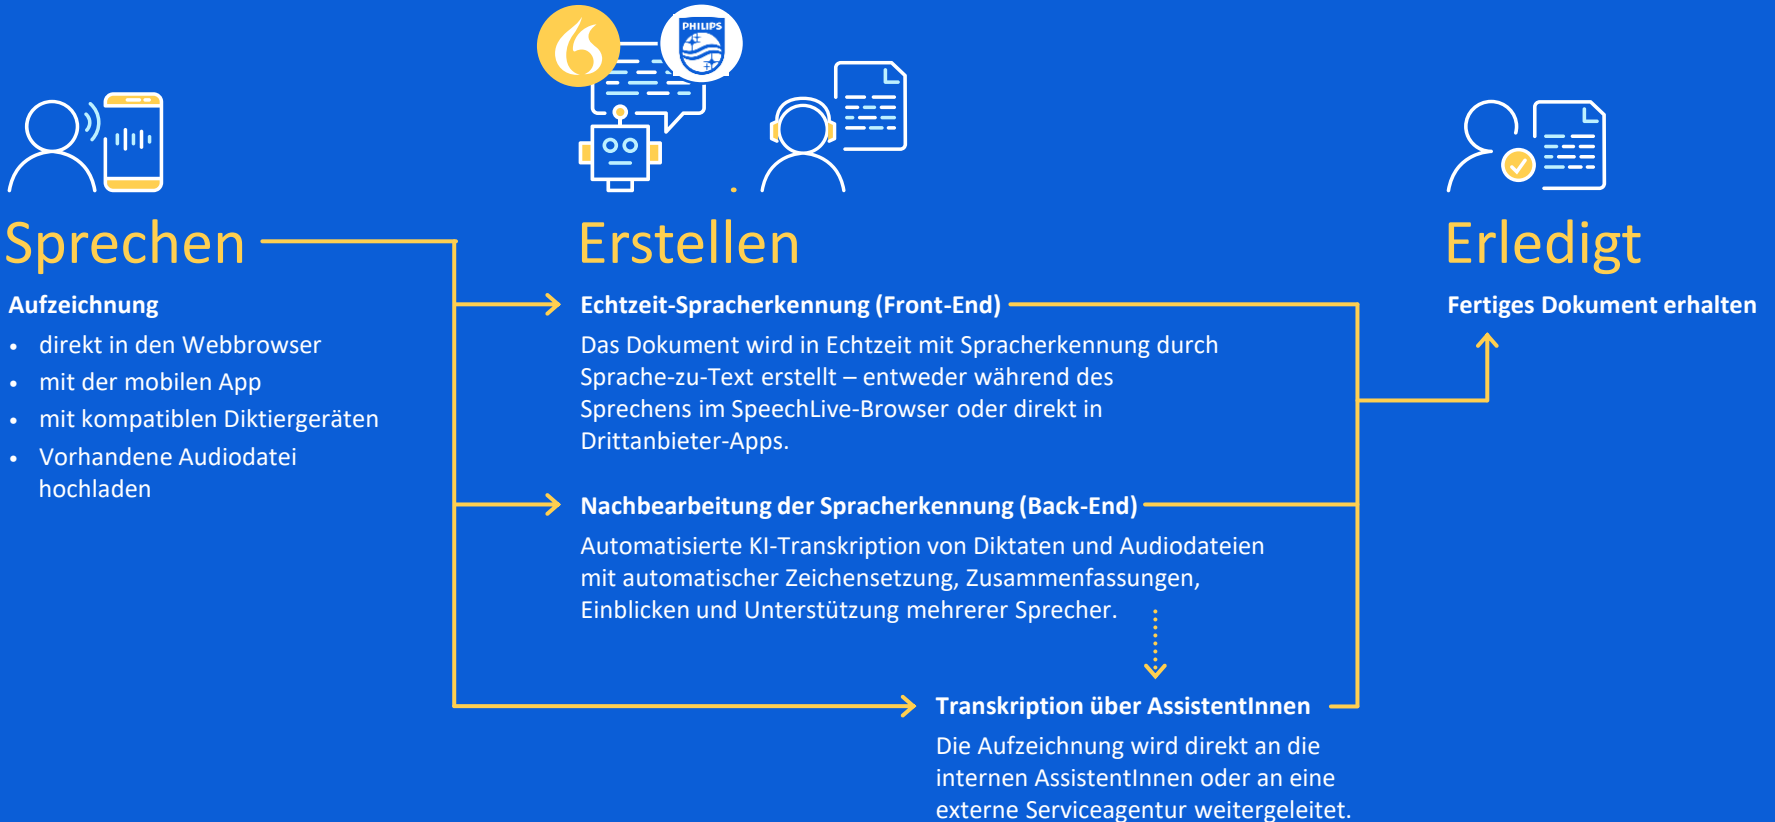 PHILIPS
Sprechen
Aufzeichnung
• direkt in den Webbrowser
• mit der mobilen App
• mit kompatiblen Diktiergeräten
• Vorhandene Audiodatei
hochladen
Erstellen
Echtzeit-Spracherkennung (Front-End)
Das Dokument wird in Echtzeit mit Spracherkennung durch
Sprache-zu-Text erstellt – entweder während des
Sprechens im SpeechLive-Browser oder direkt in
Drittanbieter-Apps.
Nachbearbeitung der Spracherkennung (Back-End)
Automatisierte KI-Transkription von Diktaten und Audiodateien
mit automatischer Zeichensetzung, Zusammenfassungen,
Einblicken und Unterstützung mehrerer Sprecher.
Transkription über AssistentInnen
Die Aufzeichnung wird direkt an die
internen AssistentInnen oder an eine
externe Serviceagentur weitergeleitet.
Erledigt
Fertiges Dokument erhalten